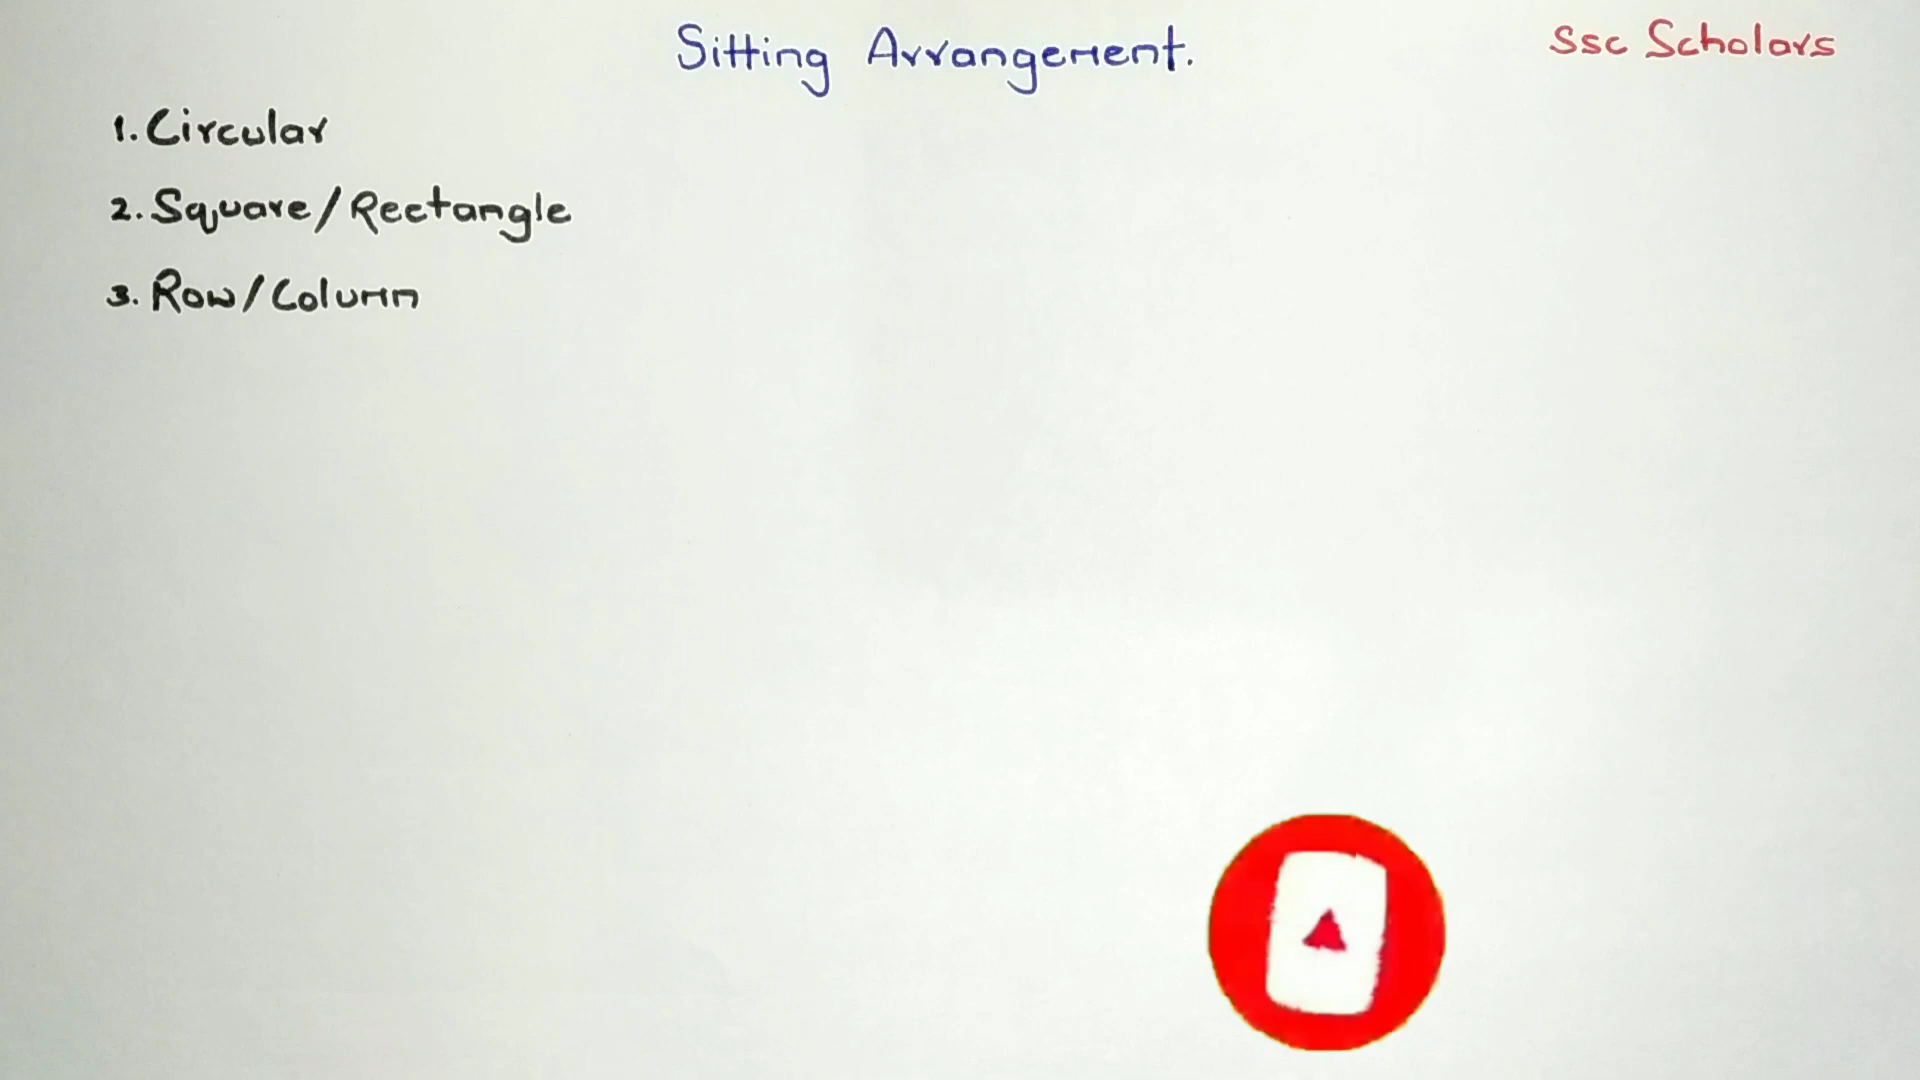 Sitting Arrangement.
Ssc Scholars
1. Circular
2. Square/Rectangle
3. Row/Column